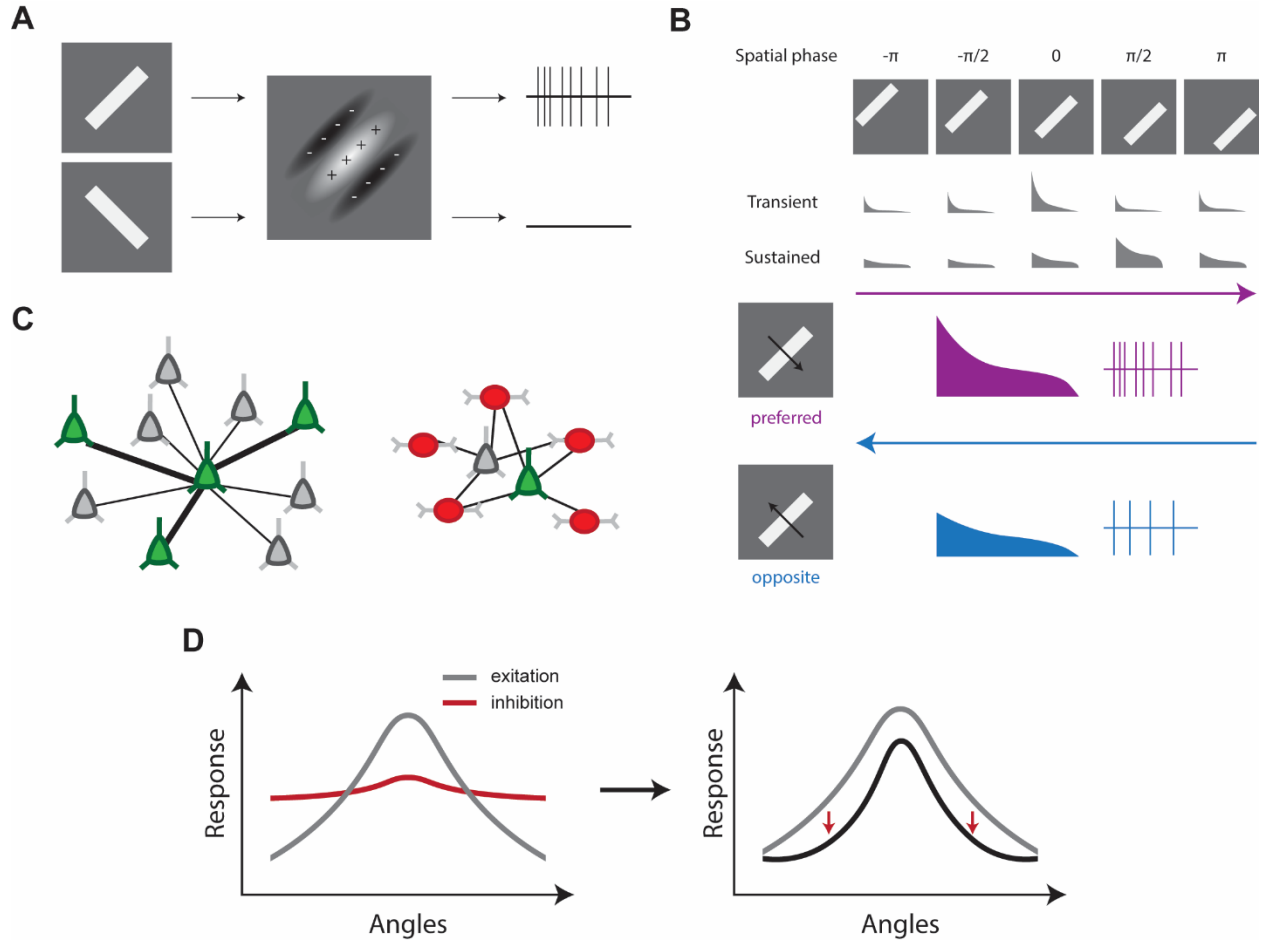 A
B
Spatial phase -π -π/2 0 π/2 π
Transient
Sustained
preferred
opposite
C
D
exitation
inhibition
Response
Angles
Response
Angles